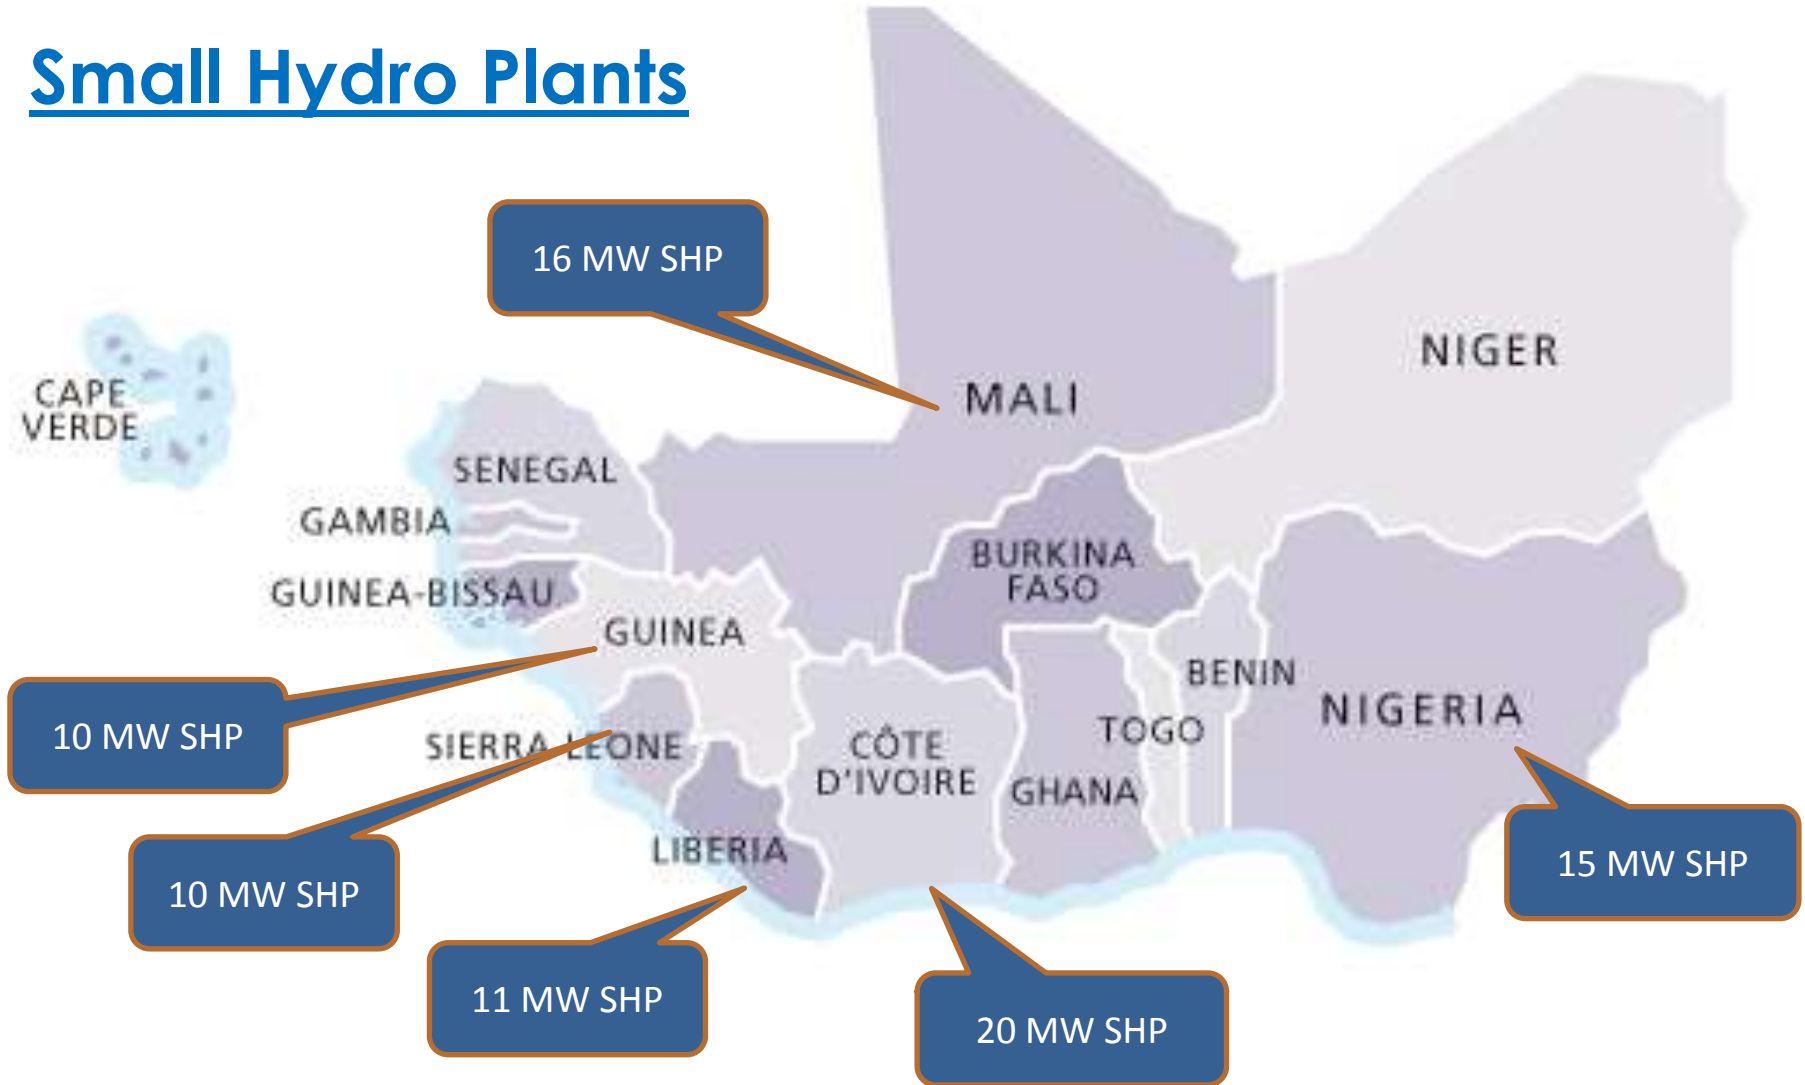 Small Hydro Plants
16 MW SHP
NIGER
CAPE
VERDE
MALI
SENEGAL
GAMBIA
BURKINA
FASO
GUINEA-BISSAU
GUINEA
BENIN
NIGERIA
10 MW SHP
SIERRA LEONE
CÔTE
D'IVOIRE
TOGO
GHANA
LIBERIA
15 MW SHP
10 MW SHP
11 MW SHP
20 MW SHP